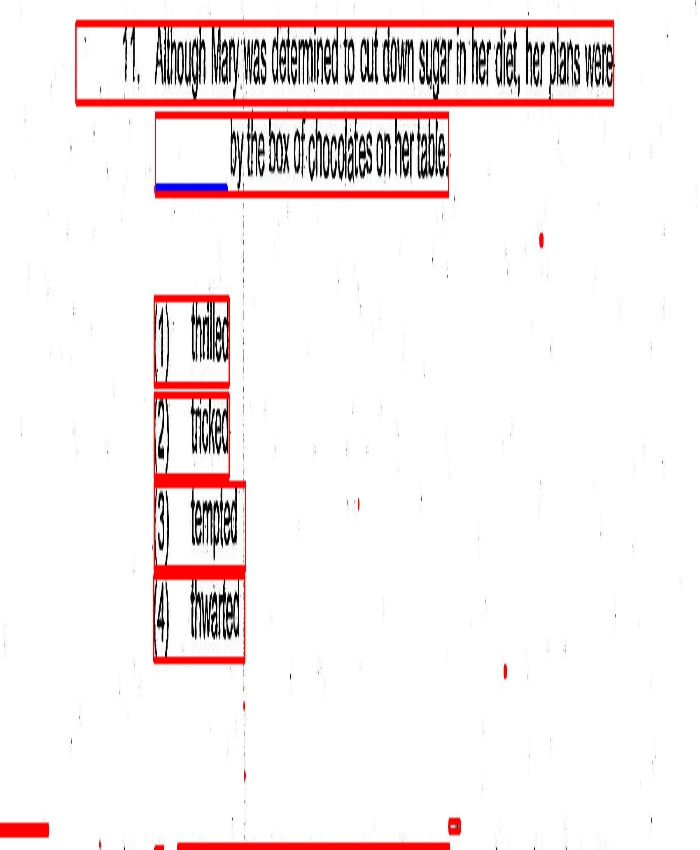 11. Although Mary was determined to cut down sugar in her diet, her plans were
by the box of chocolates on her table.
(1) thrilled
(2) tricked
(3) tempted
(4) thwarted